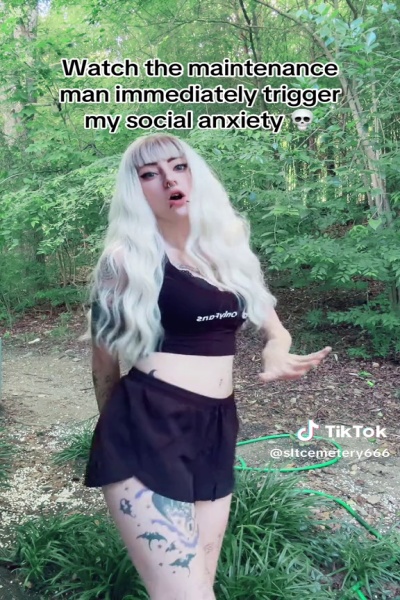 Watch the maintenance
man immediately trigger
my social anxiety 💀
OnlyFans
TikTok
@sltcemetery666